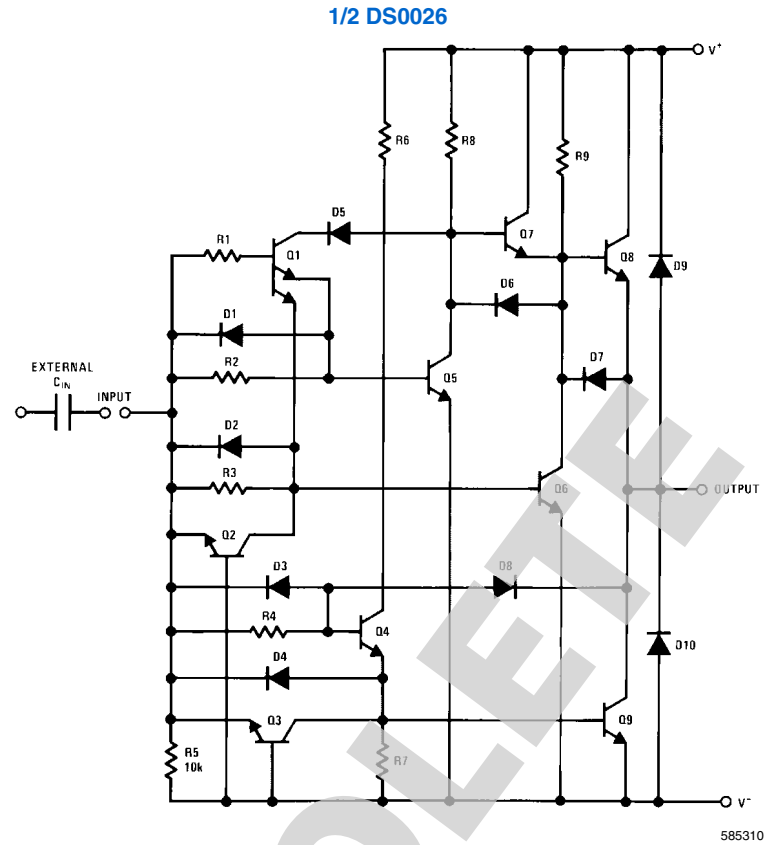 1/2 DS0026
V+
R6
R8
R9
D5
R1
Q1
Q7
Q8
D9
D6
D1
D7
R2
Q5
EXTERNAL
CIN
INPUT
D2
R3
Q6
OUTPUT
Q2
D3
D8
R4
Q4
D10
D4
Q3
Q9
R5
10k
R7
V-
585310
OLETE